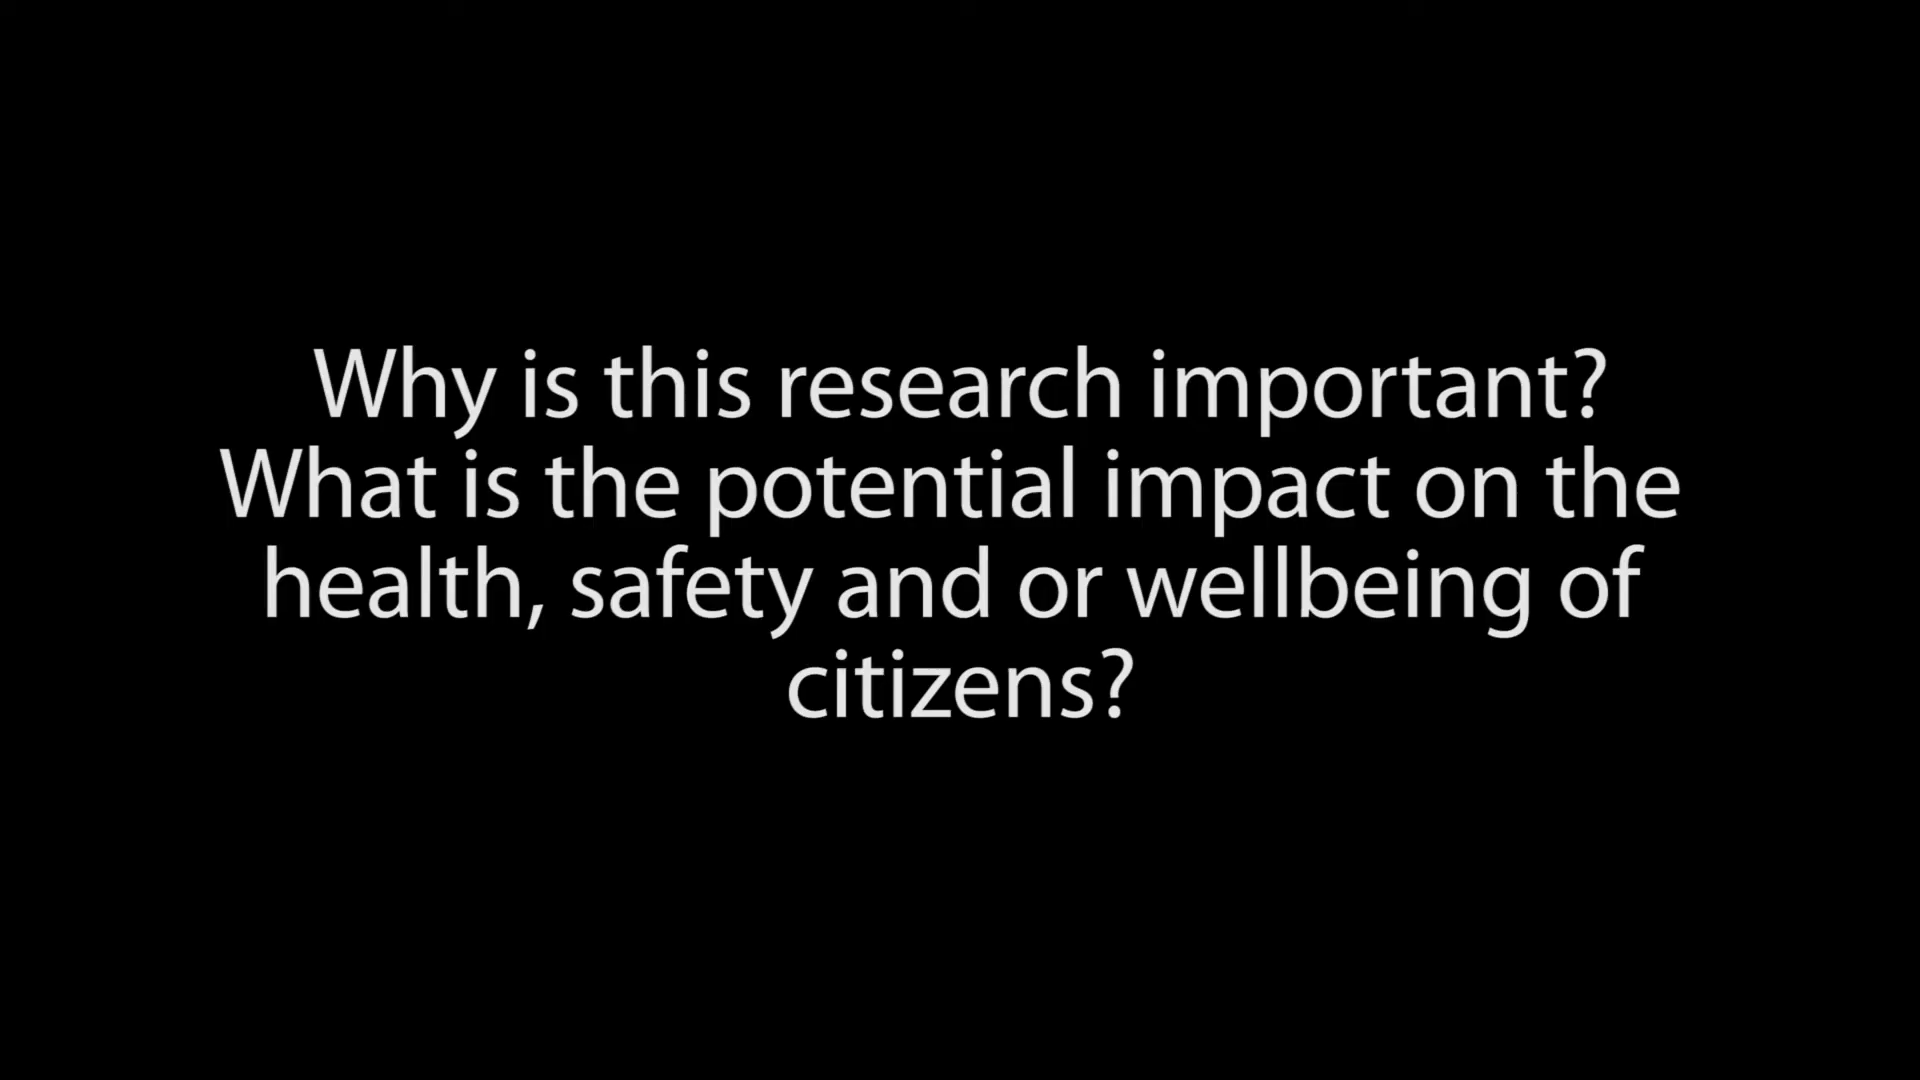 Why is this research important?
What is the potential impact on the
health, safety and or wellbeing of
citizens?